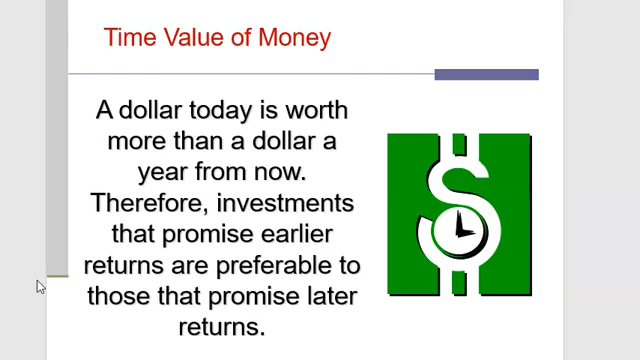 Time Value of Money
A dollar today is worth
more than a dollar a
year from now.
Therefore, investments
that promise earlier
returns are preferable to
those that promise later
returns.